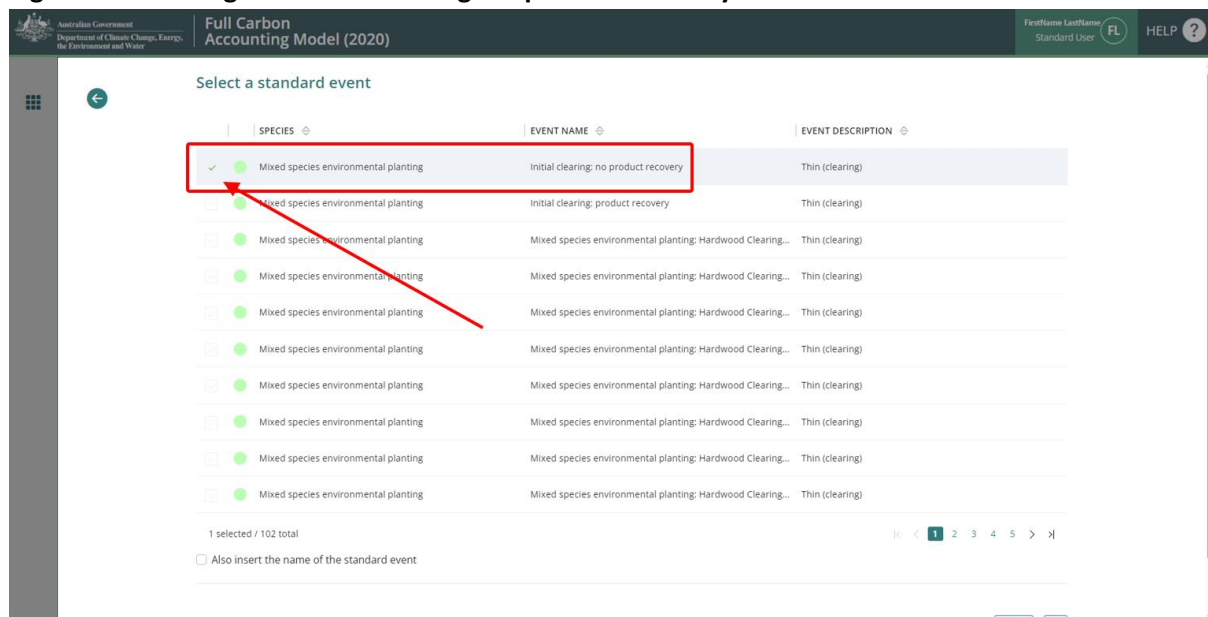 Australian Government
Department of Climate Change, Energy,
the Environment and Water
Full Carbon
Accounting Model (2020)
FirstName LastName
Standard User
FL
HELP ?
Select a standard event
SPECIES EVENT NAME EVENT DESCRIPTION
Mixed species environmental planting Initial clearing: no product recovery Thin (clearing)
Mixed species environmental planting Initial clearing: product recovery Thin (clearing)
Mixed species environmental planting Mixed species environmental planting: Hardwood Clearing... Thin (clearing)
Mixed species environmental planting Mixed species environmental planting: Hardwood Clearing... Thin (clearing)
Mixed species environmental planting Mixed species environmental planting: Hardwood Clearing... Thin (clearing)
Mixed species environmental planting Mixed species environmental planting: Hardwood Clearing... Thin (clearing)
Mixed species environmental planting Mixed species environmental planting: Hardwood Clearing... Thin (clearing)
Mixed species environmental planting Mixed species environmental planting: Hardwood Clearing... Thin (clearing)
Mixed species environmental planting Mixed species environmental planting: Hardwood Clearing... Thin (clearing)
Mixed species environmental planting Mixed species environmental planting: Hardwood Clearing... Thin (clearing)
1 selected / 102 total 1 2 3 4 5
Also insert the name of the standard event